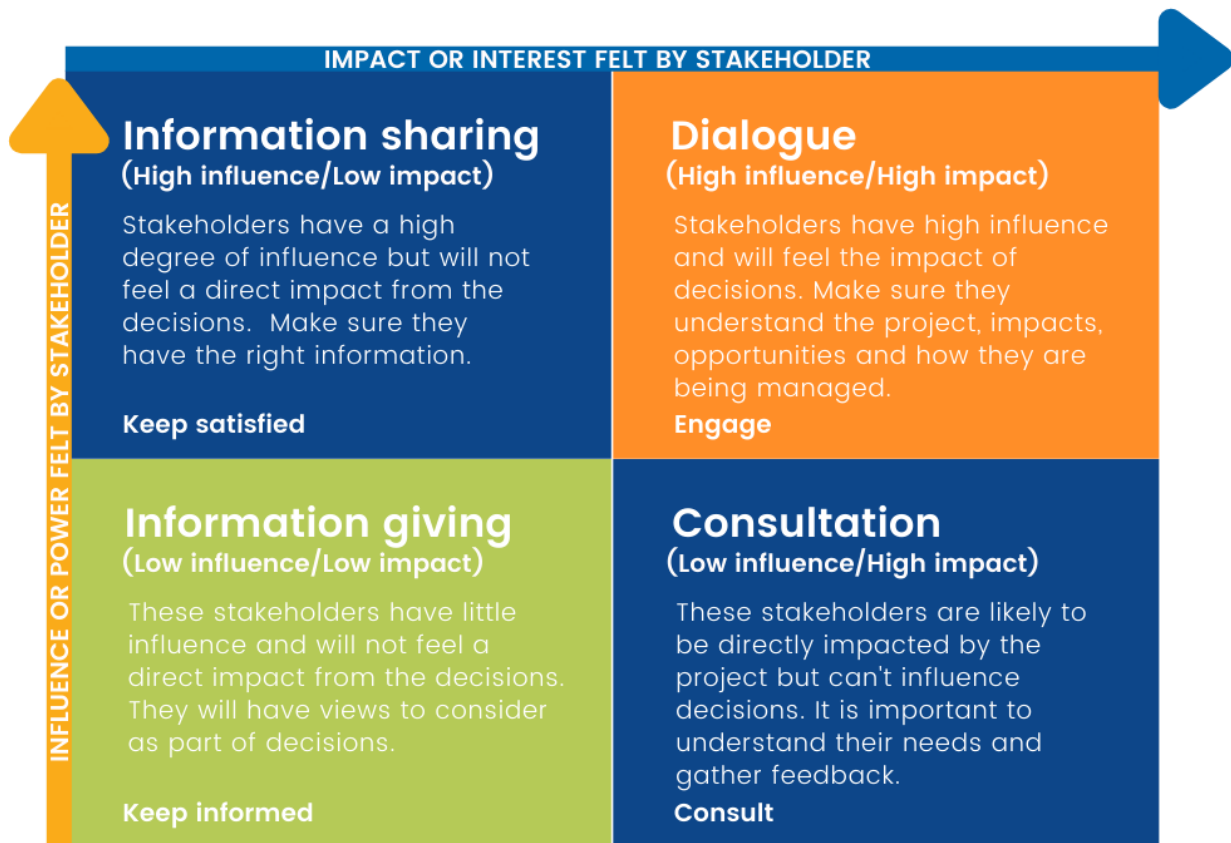 IMPACT OR INTEREST FELT BY STAKEHOLDER
INFLUENCE OR POWER FELT BY STAKEHOLDER
Information sharing
(High influence/Low impact)
Stakeholders have a high
degree of influence but will not
feel a direct impact from the
decisions.  Make sure they
have the right information.
Keep satisfied
Dialogue
(High influence/High impact)
Stakeholders have high influence
and will feel the impact of
decisions. Make sure they
understand the project, impacts,
opportunities and how they are
being managed.
Engage
Information giving
(Low influence/Low impact)
These stakeholders have little
influence and will not feel a
direct impact from the decisions.
They will have views to consider
as part of decisions.
Keep informed
Consultation
(Low influence/High impact)
These stakeholders are likely to
be directly impacted by the
project but can't influence
decisions. It is important to
understand their needs and
gather feedback.
Consult